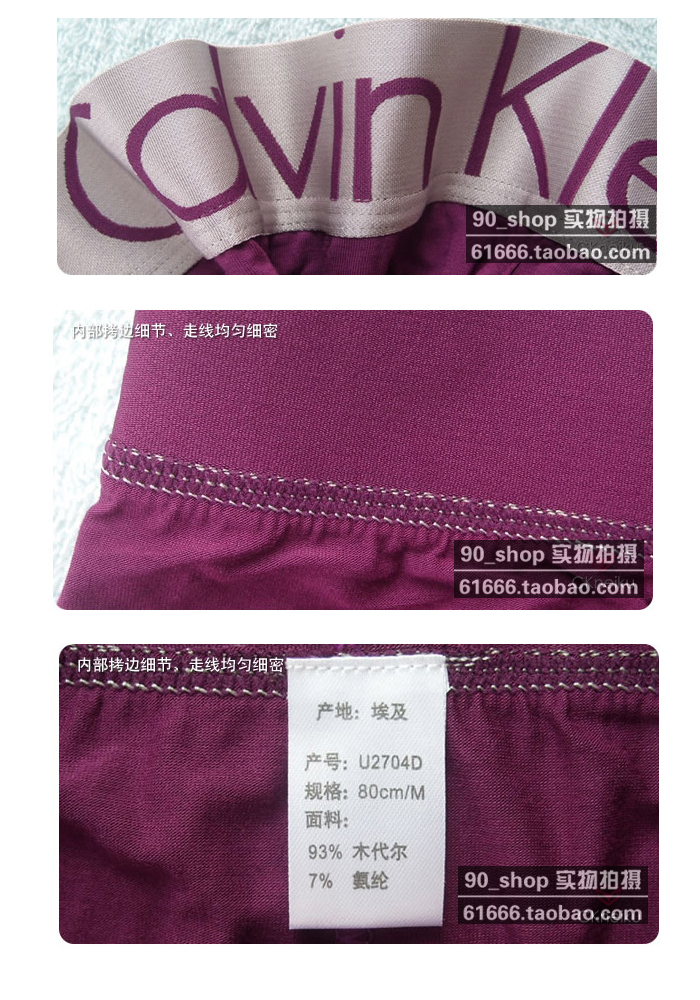 Calvin Kle
90_shop 实物拍摄
61666.taobao.com
内部拷边细节、走线均匀细密
90_shop 实物拍摄
61666.taobao.com
内部拷边细节、走线均匀细密
产地: 埃及
产号: U2704D
规格: 80cm/M
面料:
93% 木代尔
7% 氨纶
90_shop 实物拍摄
61666.taobao.com